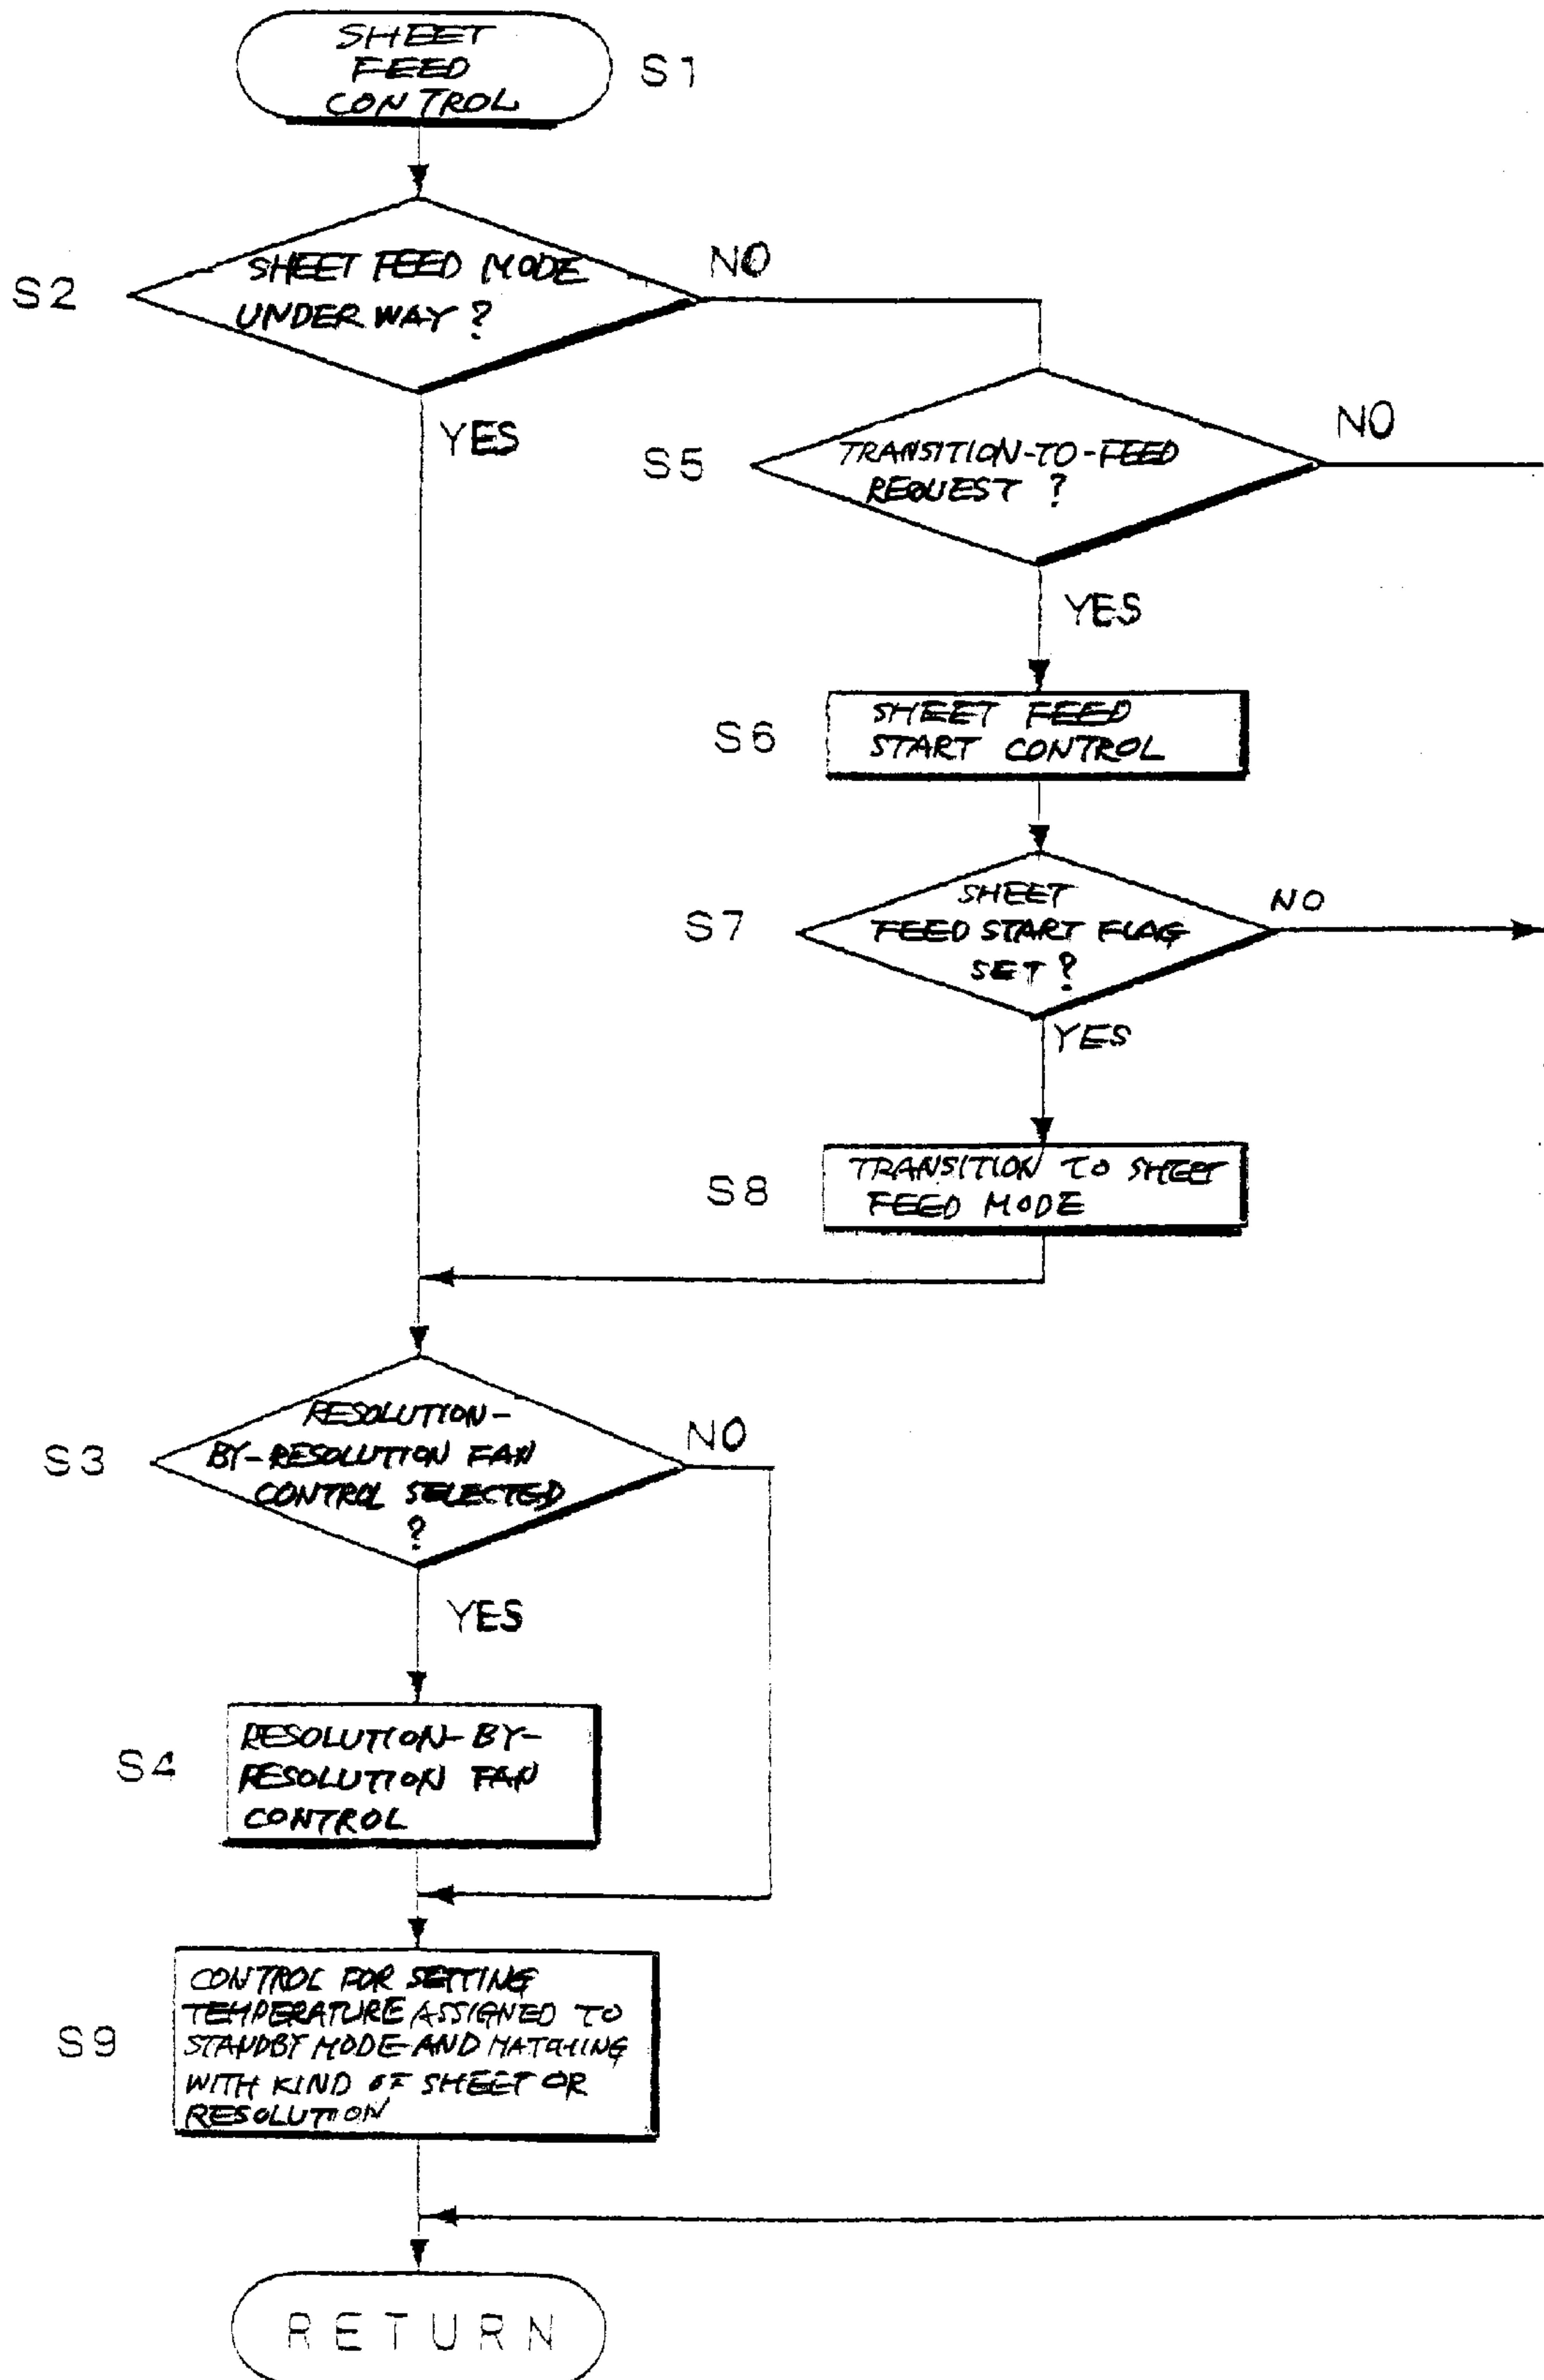 SHEET
FEED
CONTROL
S1
S2
SHEET FEED MODE
UNDER WAY ?
NO
YES
S5
TRANSITION-TO-FEED
REQUEST ?
NO
YES
S6
SHEET FEED
START CONTROL
S7
SHEET
FEED START FLAG
SET ?
NO
YES
S8
TRANSITION TO SHEET
FEED MODE
S3
RESOLUTION-
BY-RESOLUTION FAN
CONTROL SELECTED
?
NO
YES
S4
RESOLUTION-BY-
RESOLUTION FAN
CONTROL
S9
CONTROL FOR SETTING
TEMPERATURE ASSIGNED TO
STANDBY MODE AND MATCHING
WITH KIND OF SHEET OR
RESOLUTION
RETURN